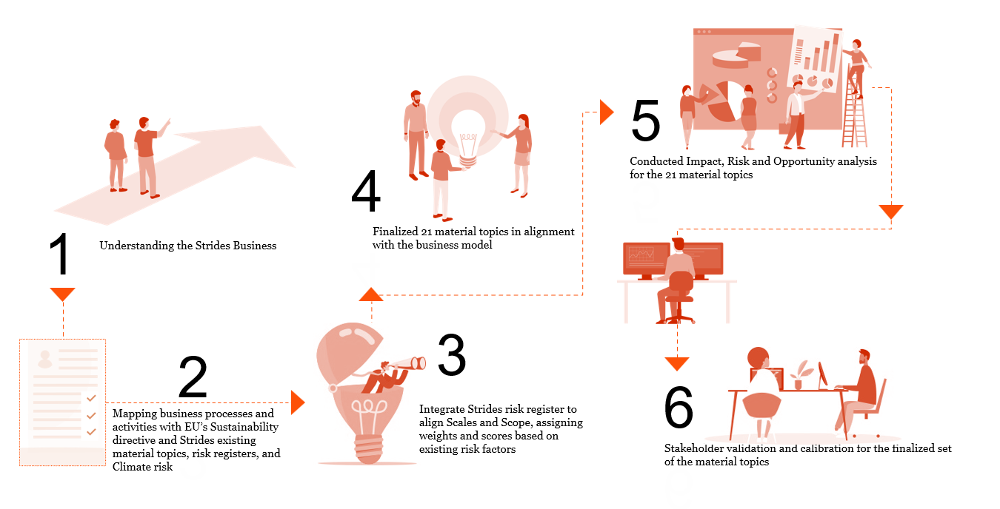 1
Understanding the Strides Business
2
Mapping business processes and
activities with EU’s Sustainability
directive and Strides existing
material topics, risk registers, and
Climate risk
3
Integrate Strides risk register to
align Scales and Scope, assigning
weights and scores based on
existing risk factors
4
Finalized 21 material topics in alignment
with the business model
5
Conducted Impact, Risk and Opportunity analysis
for the 21 material topics
6
Stakeholder validation and calibration for the finalized set
of the material topics